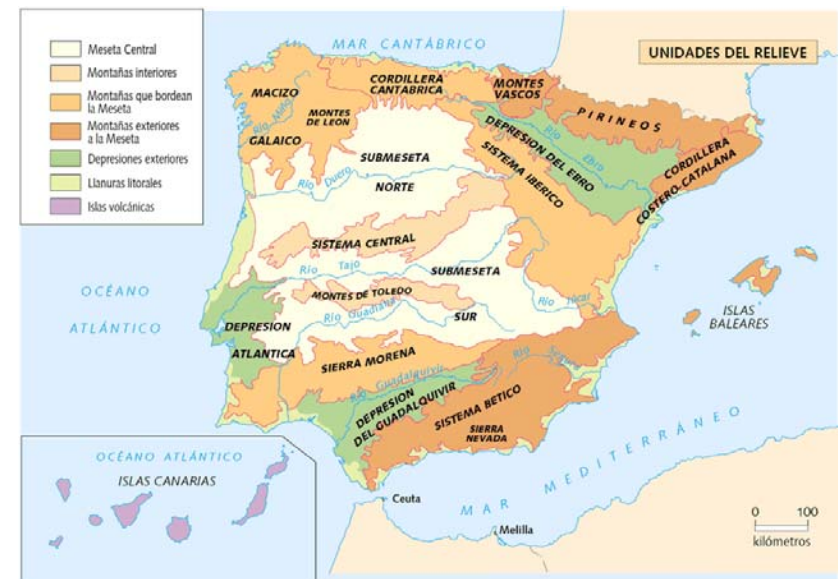 MAR CANTÁBRICO
UNIDADES DEL RELIEVE
Meseta Central
Montañas interiores
Montañas que bordean
la Meseta
Montañas exteriores
a la Meseta
Depresiones exteriores
Llanuras litorales
Islas volcánicas
MACIZO
GALAICO
Río Miño
MONTES
DE LEÓN
CORDILLERA
CANTABRICA
MONTES
VASCOS
PIRINEOS
DEPRESION DEL EBRO
Río Ebro
CORDILLERA
COSTERO-CATALANA
SISTEMA IBERICO
SUBMESETA
NORTE
Río Duero
SISTEMA CENTRAL
Río Tajo
SUBMESETA
SUR
MONTES DE TOLEDO
Río Guadiana
Río Júcar
OCÉANO
ATLÁNTICO
DEPRESION
ATLANTICA
ISLAS
BALEARES
SIERRA MORENA
Río Guadalquivir
DEPRESION
DEL GUADALQUIVIR
Río Segura
SISTEMA BETICO
SIERRA
NEVADA
MAR MEDITERRÁNEO
OCÉANO ATLÁNTICO
ISLAS CANARIAS
Ceuta
Melilla
0 100
kilómetros